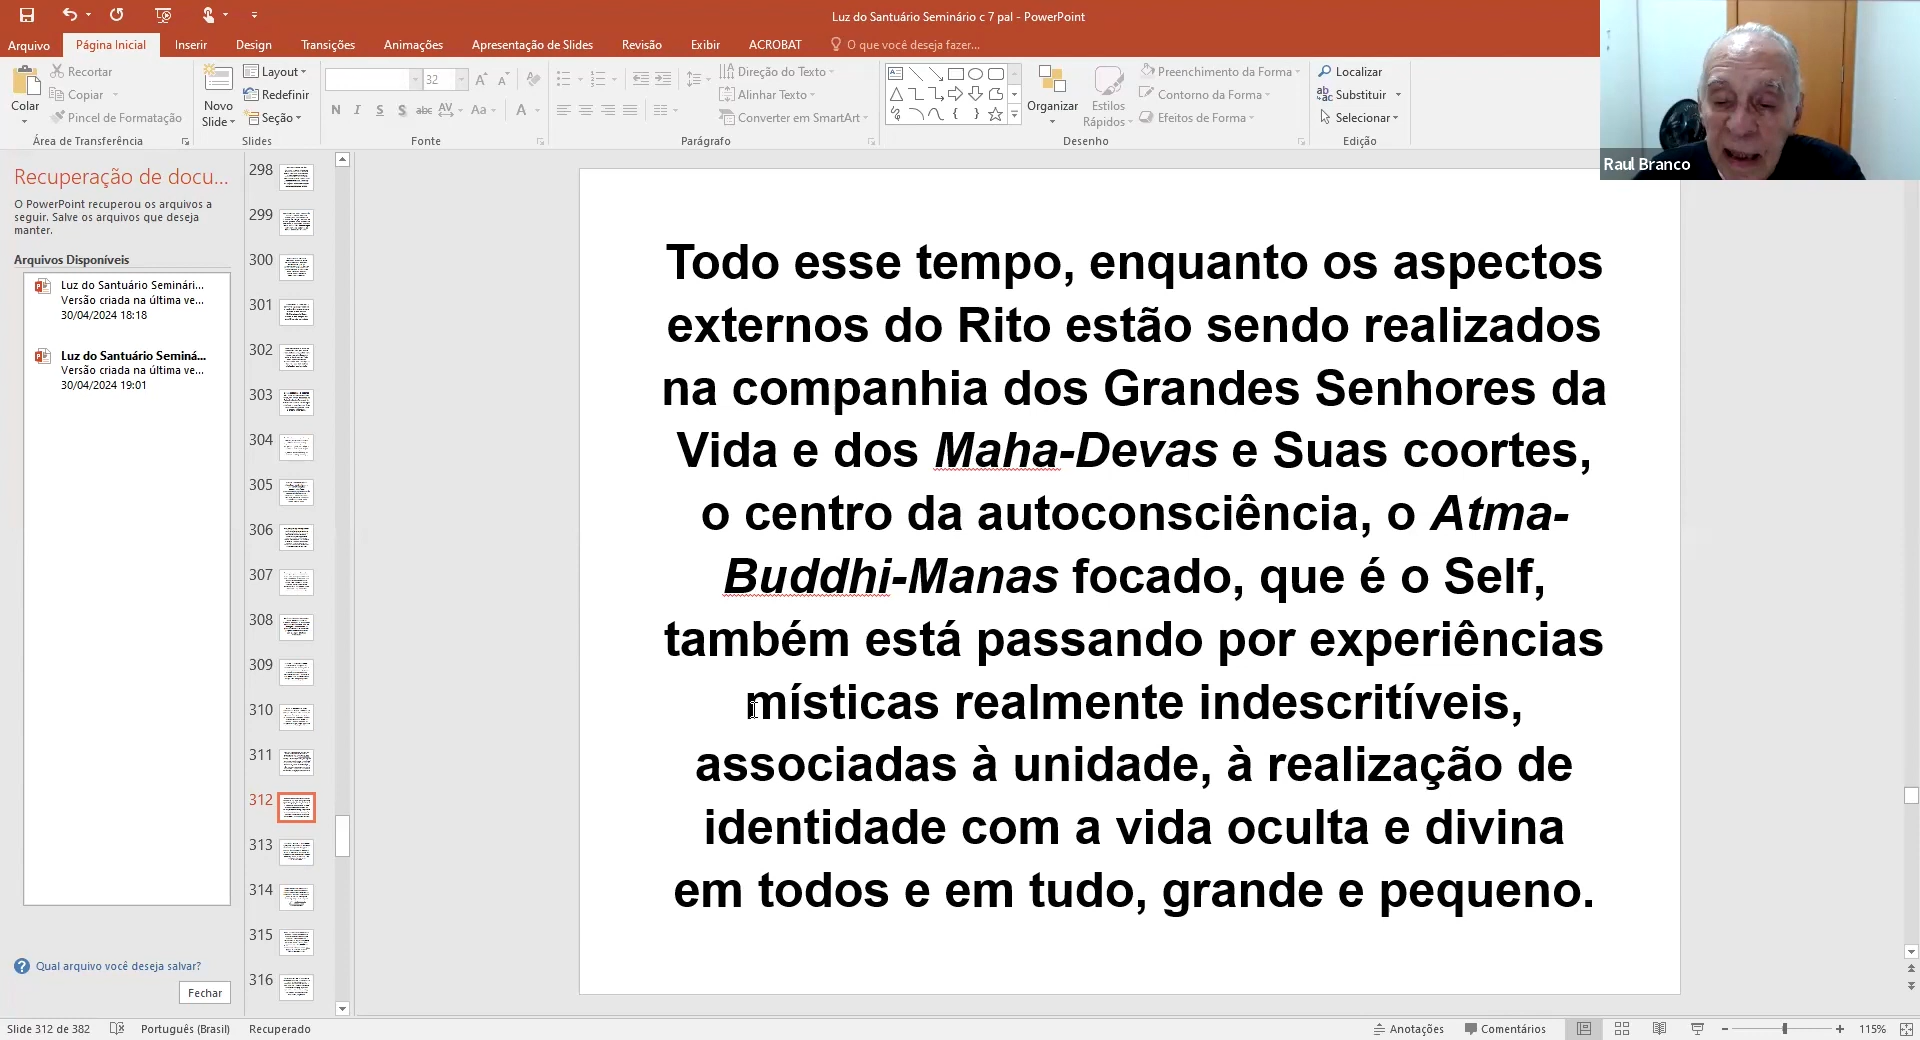 Luz do Santuário Seminário c 7 pal - PowerPoint
Arquivo Página Inicial Inserir Design Transições Animações Apresentação de Slides Revisão Exibir ACROBAT O que você deseja fazer...
Colar
Recortar
Copiar
Pincel de Formatação
Área de Transferência
Novo Slide
Layout
Redefinir
Seção
Slides
32
N I S S abc AV Aa A
Fonte
Direção do Texto
Alinhar Texto
Converter em SmartArt
Parágrafo
Organizar
Estilos Rápidos
Preenchimento da Forma
Contorno da Forma
Efeitos de Forma
Desenho
Localizar
Substituir
Selecionar
Edição
Raul Branco
Recuperação de docu...
O PowerPoint recuperou os arquivos a
seguir. Salve os arquivos que deseja
manter.
Arquivos Disponíveis
Luz do Santuário Seminári...
Versão criada na última ve...
30/04/2024 18:18
Luz do Santuário Seminá...
Versão criada na última ve...
30/04/2024 19:01
Qual arquivo você deseja salvar?
Fechar
298
299
300
301
302
303
304
305
306
307
308
309
310
311
312
313
314
315
316
Todo esse tempo, enquanto os aspectos
externos do Rito estão sendo realizados
na companhia dos Grandes Senhores da
Vida e dos Maha-Devas e Suas coortes,
o centro da autoconsciência, o Atma-
Buddhi-Manas focado, que é o Self,
também está passando por experiências
místicas realmente indescritíveis,
associadas à unidade, à realização de
identidade com a vida oculta e divina
em todos e em tudo, grande e pequeno.
Slide 312 de 382 Português (Brasil) Recuperado Anotações Comentários 115%